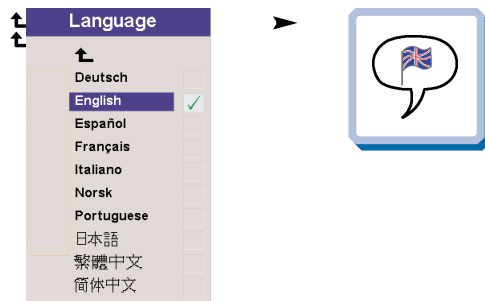 Language
Deutsch
English
Español
Français
Italiano
Norsk
Portuguese
日本語
繁體中文
简体中文